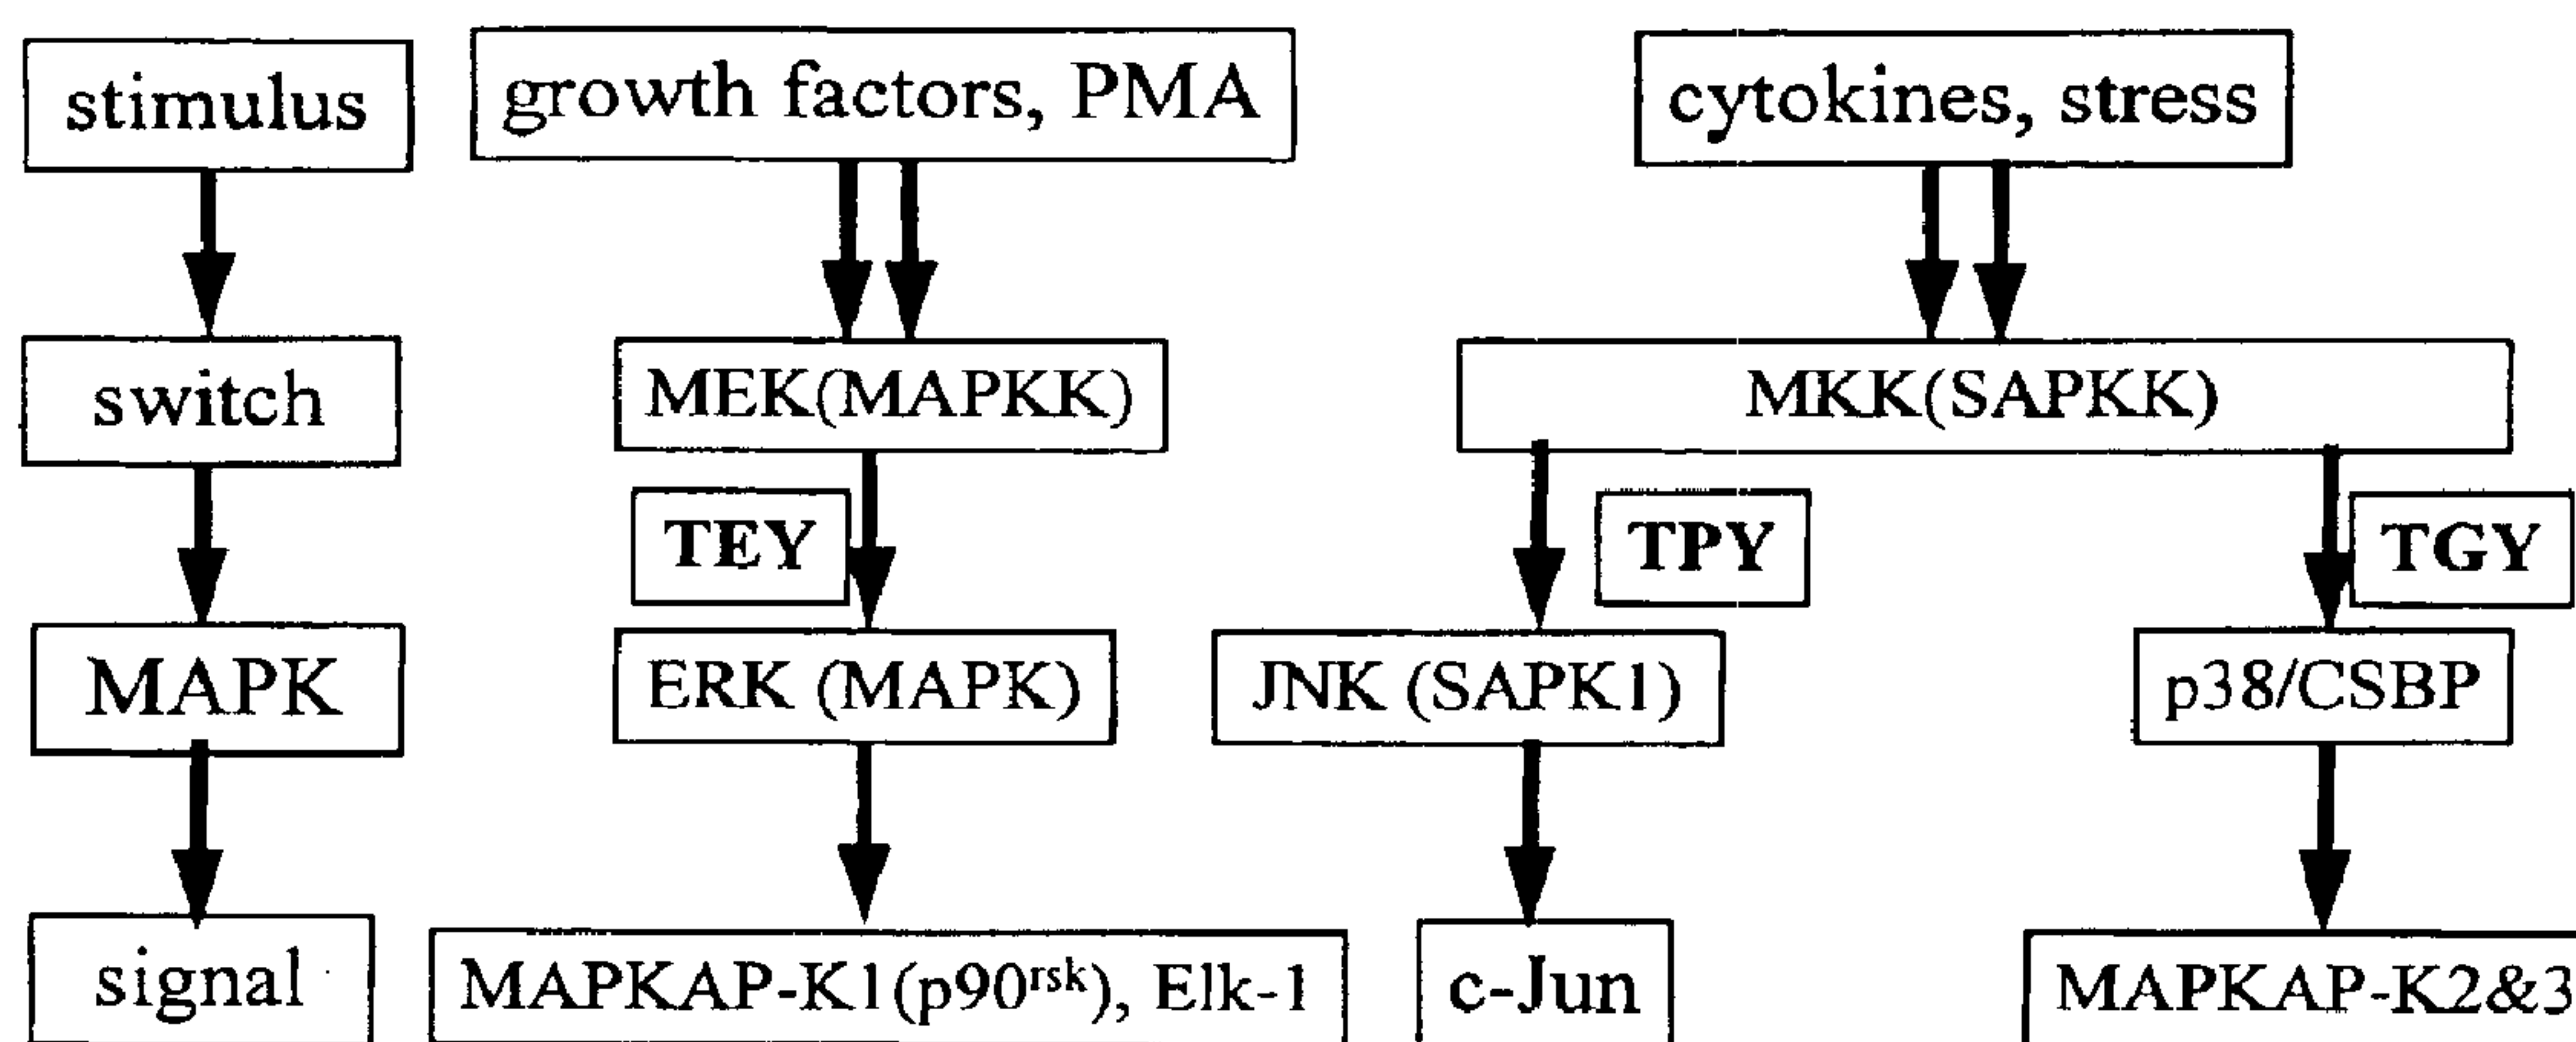 stimulus
growth factors, PMA
cytokines, stress
switch
MEK(MAPKK)
MKK(SAPKK)
TEY
TPY
TGY
MAPK
ERK (MAPK)
JNK (SAPK1)
p38/CSBP
signal
MAPKAP-K1(p90rsk), Elk-1
c-Jun
MAPKAP-K2&3